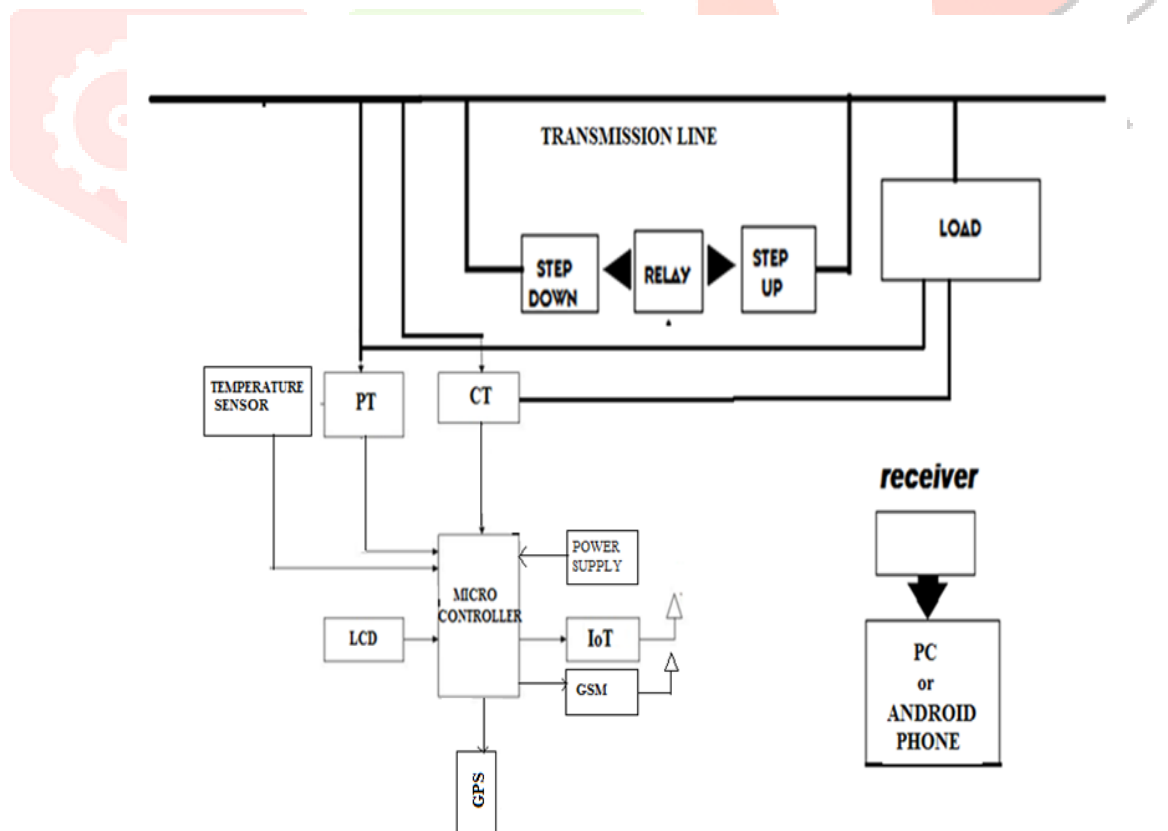 TRANSMISSION LINE
LOAD
STEP
DOWN
RELAY
STEP
UP
TEMPERATURE
SENSOR
PT
CT
receiver
POWER
SUPPLY
MICRO
CONTROLLER
LCD
IoT
GSM
PC
or
ANDROID
PHONE
GPS